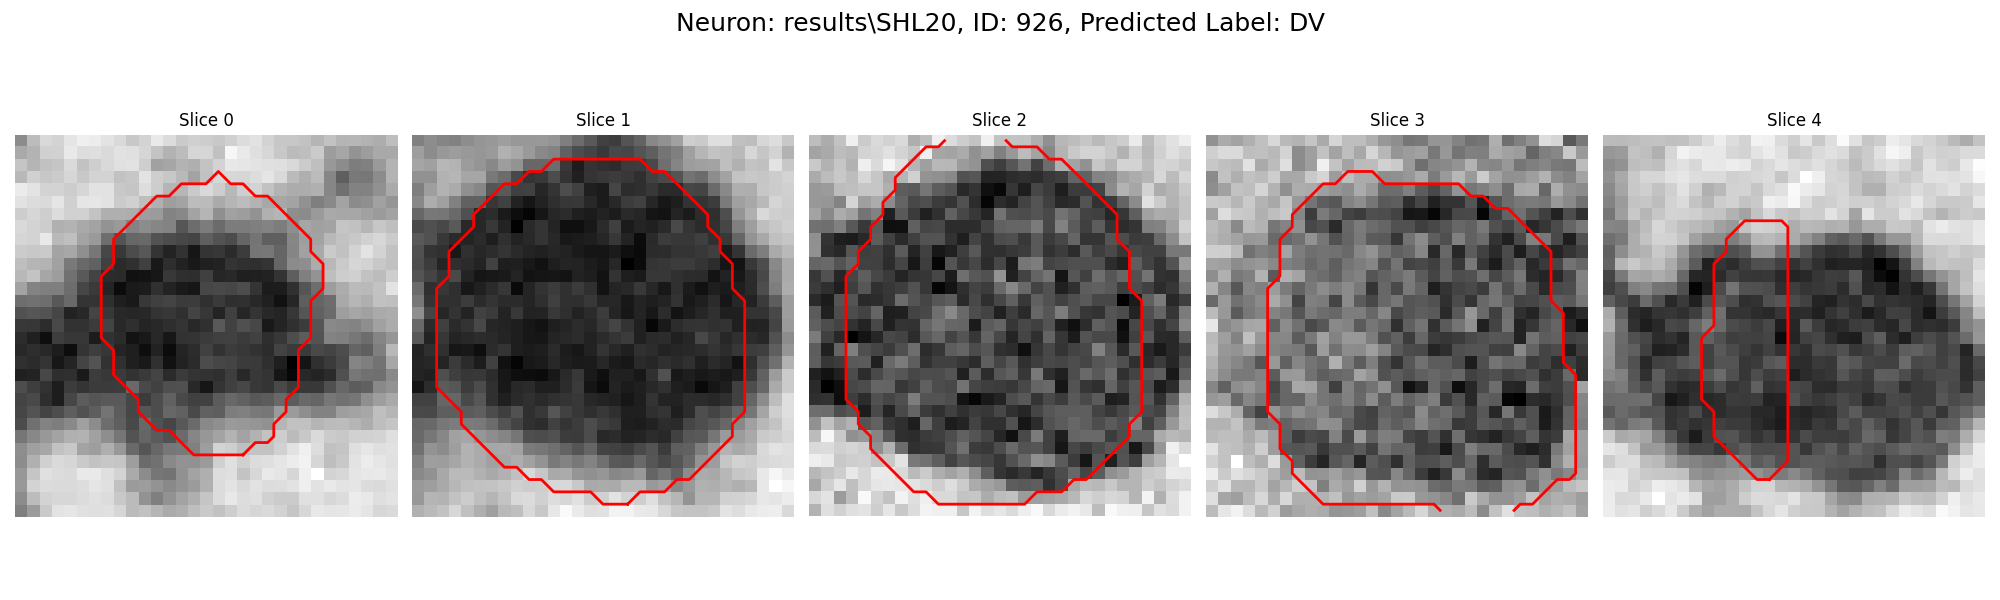 Neuron: results\SHL20, ID: 926, Predicted Label: DV
Slice 0
Slice 1
Slice 2
Slice 3
Slice 4